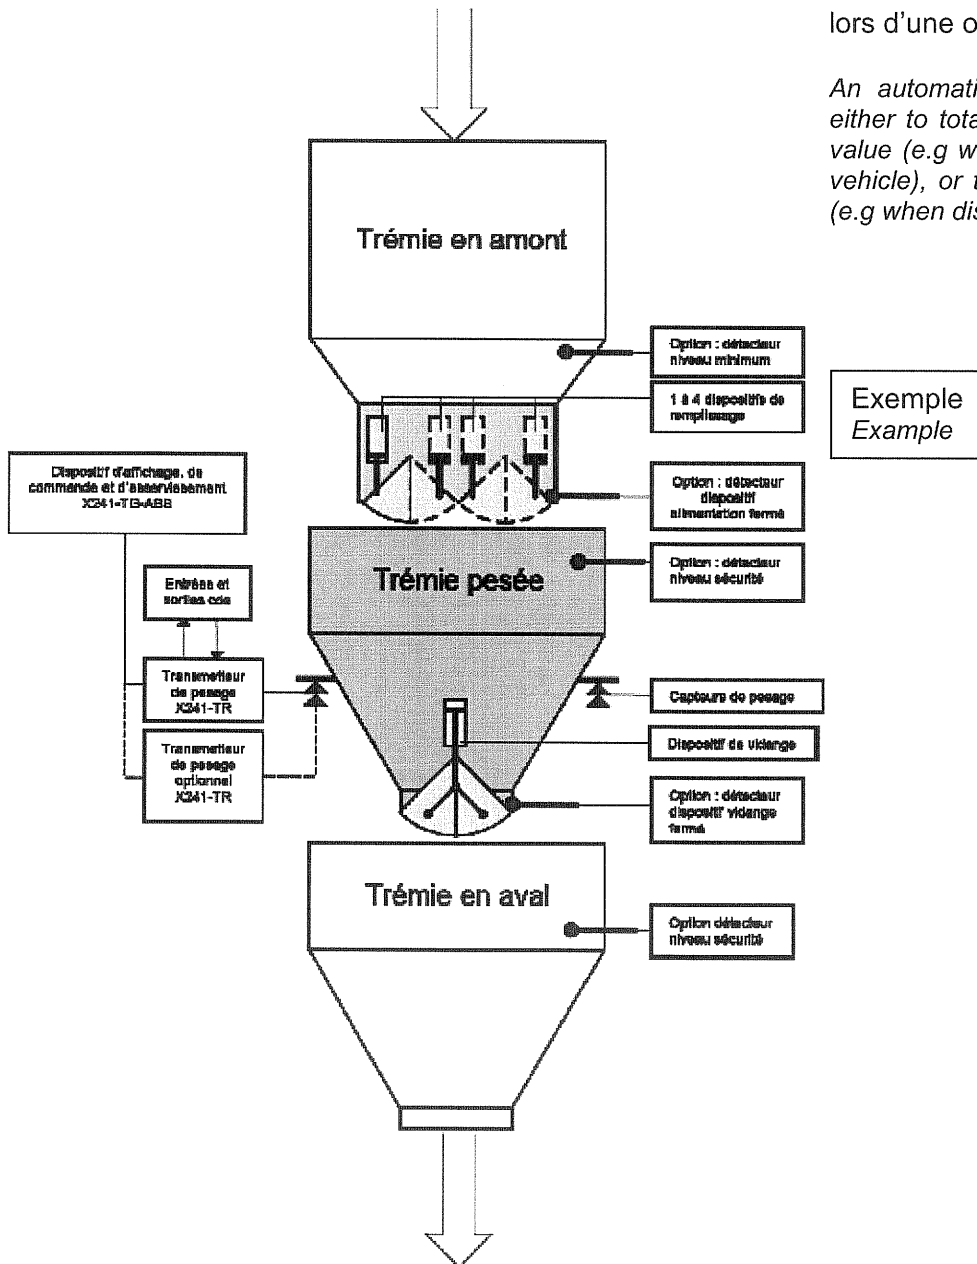 lors d'une o
An automati
either to tota
value (e.g w
vehicle), or t
(e.g when dis
Trémie en amont
Option : détecteur
niveau minimum
1 à 4 dispositifs de
remplissage
Exemple
Example
Dispositif d'affichage, de
commande et d'asservissement
X241-TB-ABS
Option : détecteur
dispositif
alimentation fermé
Trémie pesée
Option : détecteur
niveau sécurité
Entrées et
sorties cde
Transmetteur
de pesage
X241-TR
Capteurs de pesage
Dispositif de vidange
Transmetteur
de pesage
optionnel
X241-TR
Option : détecteur
dispositif vidange
fermé
Trémie en aval
Option détecteur
niveau sécurité